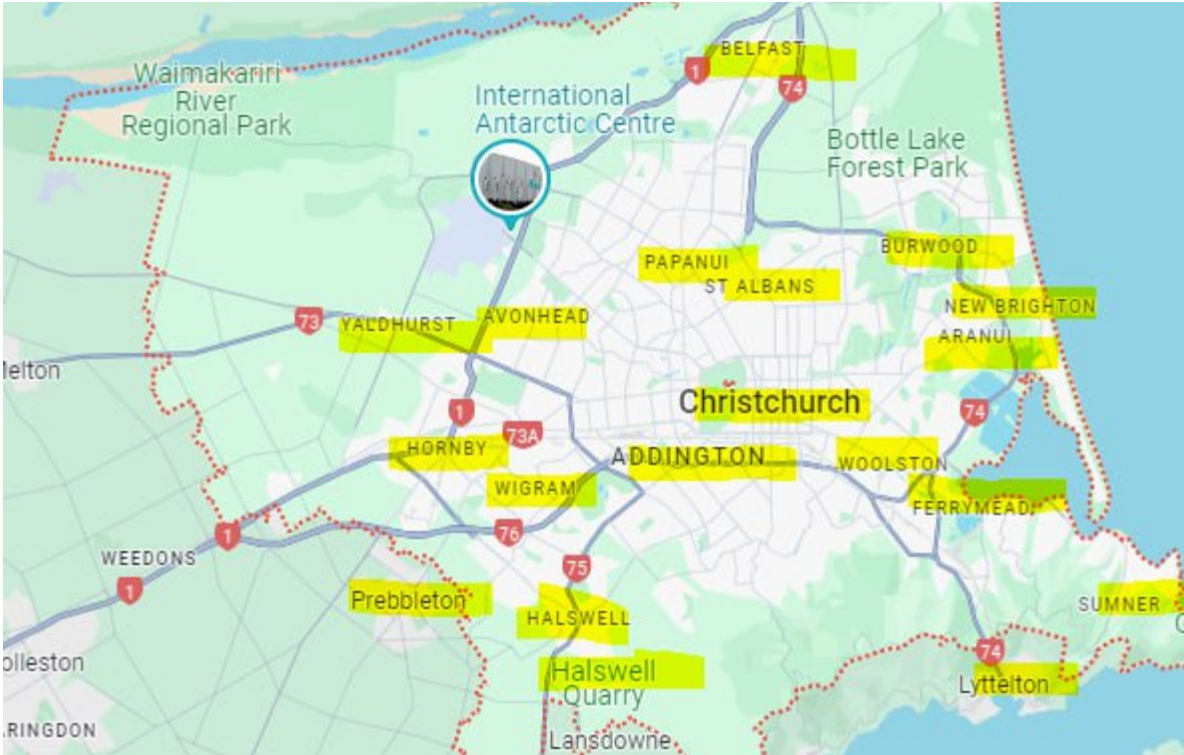 BELFAST
1
74
Waimakariri
River
Regional Park
International
Antarctic Centre
Bottle Lake
Forest Park
BURWOOD
PAPANUI
ST ALBANS
NEW BRIGHTON
73
YALDHURST
AVONHEAD
ARANUI
elton
Christchurch
1
73A
74
HORNBY
ADDINGTON
WOOLSTON
WIGRAM
FERRYMEAD
1
76
WEEDONS
75
1
Prebbleton
HALSWELL
SUMNER
74
olleston
Halswell
Quarry
Lyttelton
RINGDON
Lansdowne